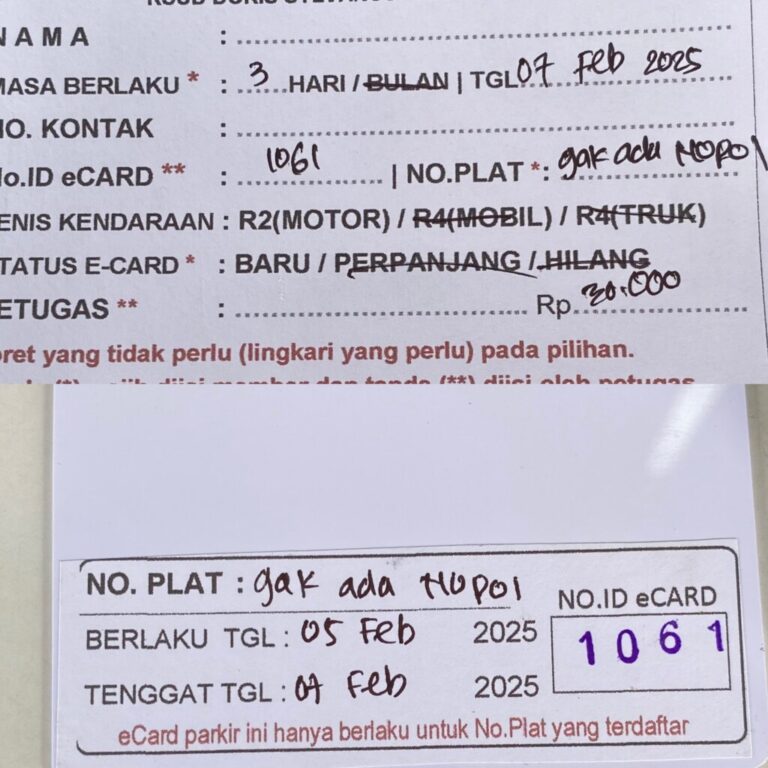 NAMA : ..........
MASA BERLAKU * : 3 HARI / BULAN | TGL 07 Feb 2025
NO. KONTAK : ..........
No.ID eCARD ** : 1061 | NO.PLAT *: gak ada NOPOl
JENIS KENDARAAN : R2(MOTOR) / R4(MOBIL) / R4(TRUK)
STATUS E-CARD * : BARU / PERPANJANG / HILANG
PETUGAS ** : .......... Rp. 30.000
oret yang tidak perlu (lingkari yang perlu) pada pilihan.
NO. PLAT : gak ada NOPOl
NO.ID eCARD
BERLAKU TGL : 05 Feb 2025
1061
TENGGAT TGL : 07 Feb 2025
eCard parkir ini hanya berlaku untuk No.Plat yang terdaftar